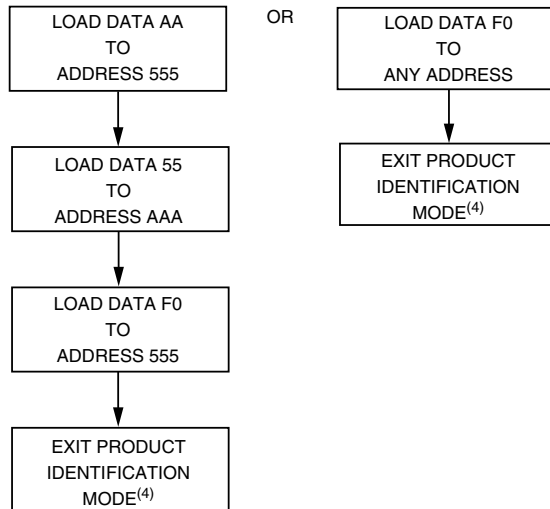 LOAD DATA AA
TO
ADDRESS 555
LOAD DATA 55
TO
ADDRESS AAA
LOAD DATA F0
TO
ADDRESS 555
EXIT PRODUCT
IDENTIFICATION
MODE(4)
OR
LOAD DATA F0
TO
ANY ADDRESS
EXIT PRODUCT
IDENTIFICATION
MODE(4)